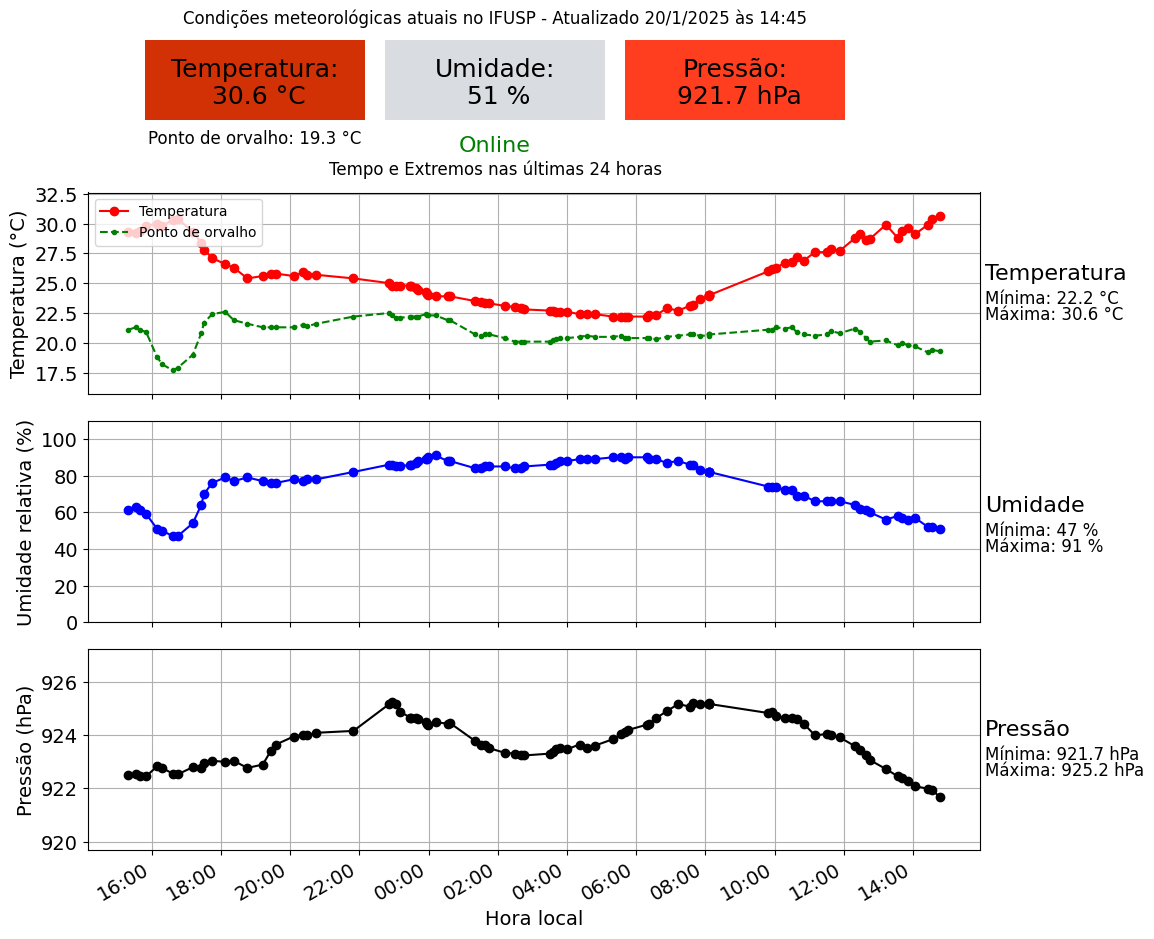 Condições meteorológicas atuais no IFUSP - Atualizado 20/1/2025 às 14:45
Temperatura:
30.6 °C
Umidade:
51 %
Pressão:
921.7 hPa
Ponto de orvalho: 19.3 °C
Online
Tempo e Extremos nas últimas 24 horas
Temperatura (°C)
32.5
30.0
27.5
25.0
22.5
20.0
17.5
Temperatura
Ponto de orvalho
Temperatura
Mínima: 22.2 °C
Máxima: 30.6 °C
Umidade relativa (%)
100
80
60
40
20
0
Umidade
Mínima: 47 %
Máxima: 91 %
Pressão (hPa)
926
924
922
920
Pressão
Mínima: 921.7 hPa
Máxima: 925.2 hPa
16:00 18:00 20:00 22:00 00:00 02:00 04:00 06:00 08:00 10:00 12:00 14:00
Hora local